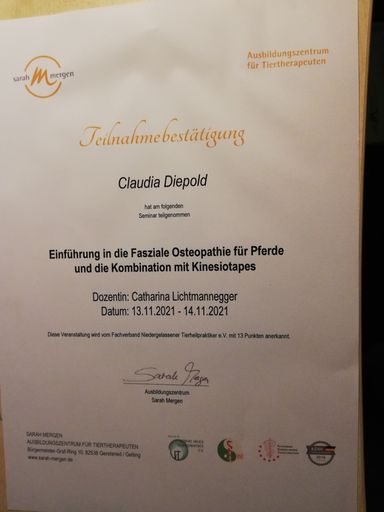 sarah mergen
Ausbildungszentrum
für Tiertherapeuten
Teilnahmebestätigung
Claudia Diepold
hat am folgenden
Seminar teilgenommen
Einführung in die Fasziale Osteopathie für Pferde
und die Kombination mit Kinesiotapes
Dozentin: Catharina Lichtmannegger
Datum: 13.11.2021 - 14.11.2021
Diese Veranstaltung wird vom Fachverband Niedergelassener Tierheilpraktiker e.V. mit 13 Punkten anerkannt.
Ausbildungszentrum
Sarah Mergen
SARAH MERGEN
AUSBILDUNGSZENTRUM FÜR TIERTHERAPEUTEN
Bürgermeister-Graf-Ring 10, 82538 Geretsried / Gelting
www.sarah-mergen.de